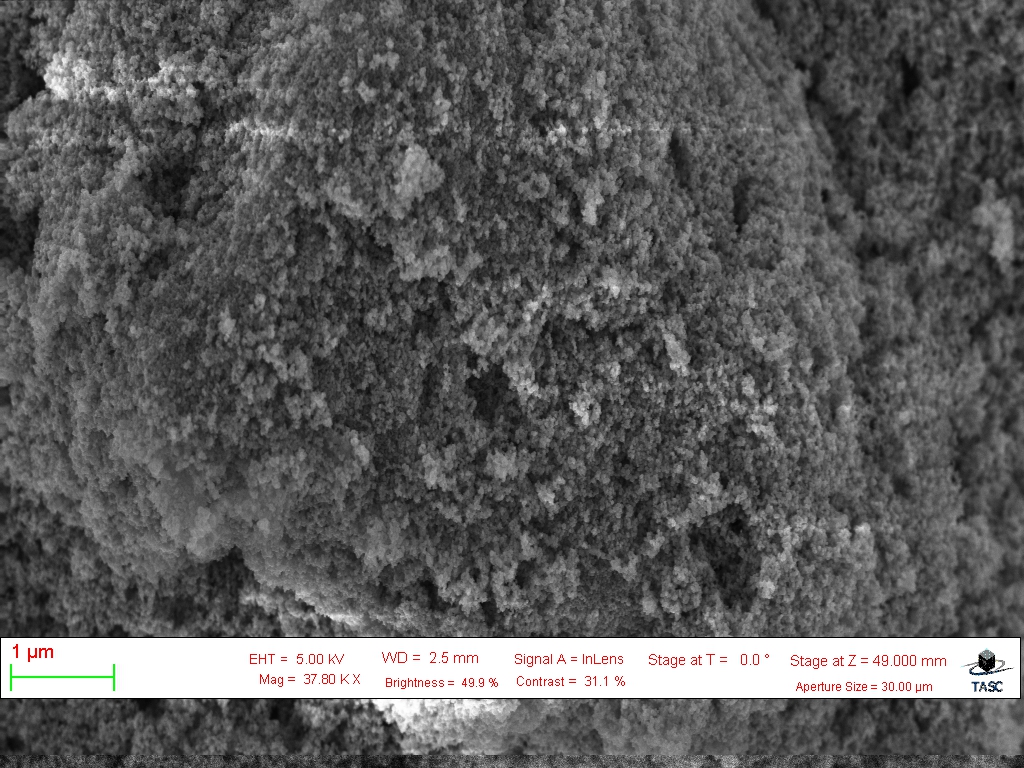 1 µm
EHT = 5.00 kV WD = 2.5 mm Signal A = InLens Stage at T = 0.0 ° Stage at Z = 49.000 mm
Mag = 37.80 K X Brightness = 49.9 % Contrast = 31.1 % Aperture Size = 30.00 µm
TASC